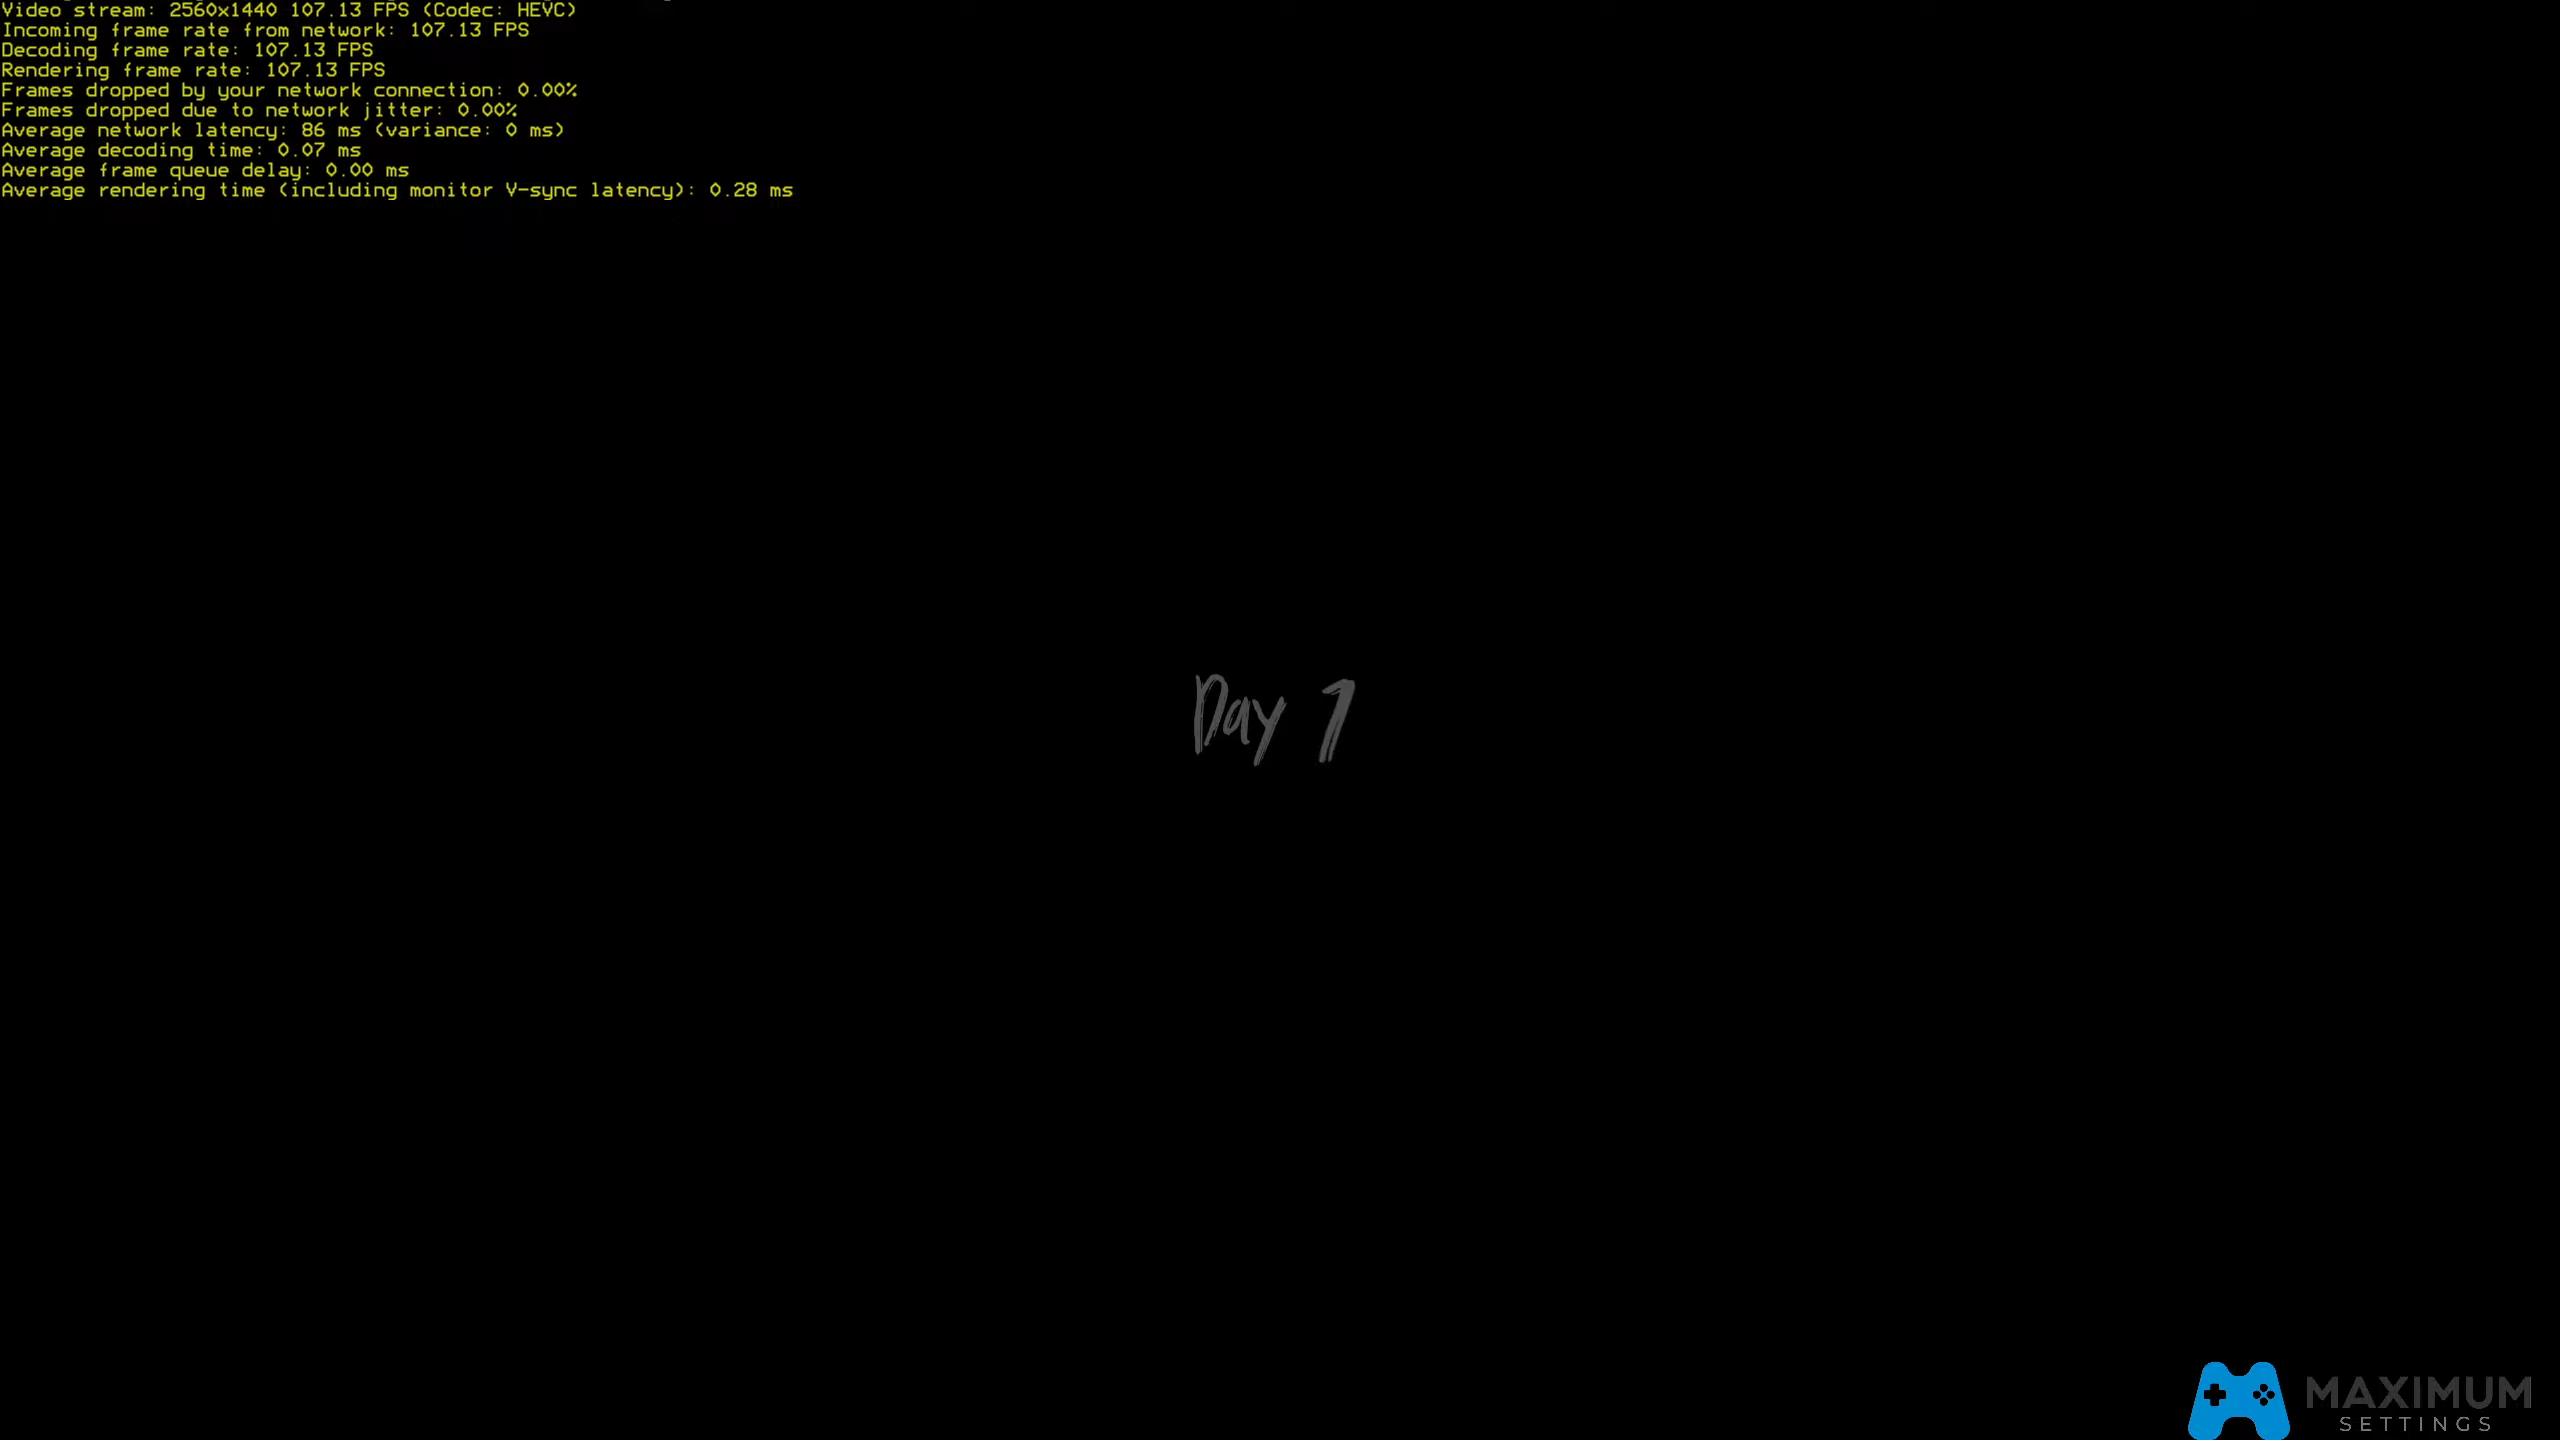 Video stream: 2560x1440 107.13 FPS (Codec: HEVC)
Incoming frame rate from network: 107.13 FPS
Decoding frame rate: 107.13 FPS
Rendering frame rate: 107.13 FPS
Frames dropped by your network connection: 0.00%
Frames dropped due to network jitter: 0.00%
Average network latency: 86 ms (variance: 0 ms)
Average decoding time: 0.07 ms
Average frame queue delay: 0.00 ms
Average rendering time (including monitor V-sync latency): 0.28 ms
Day 1
MAXIMUM
SETTINGS